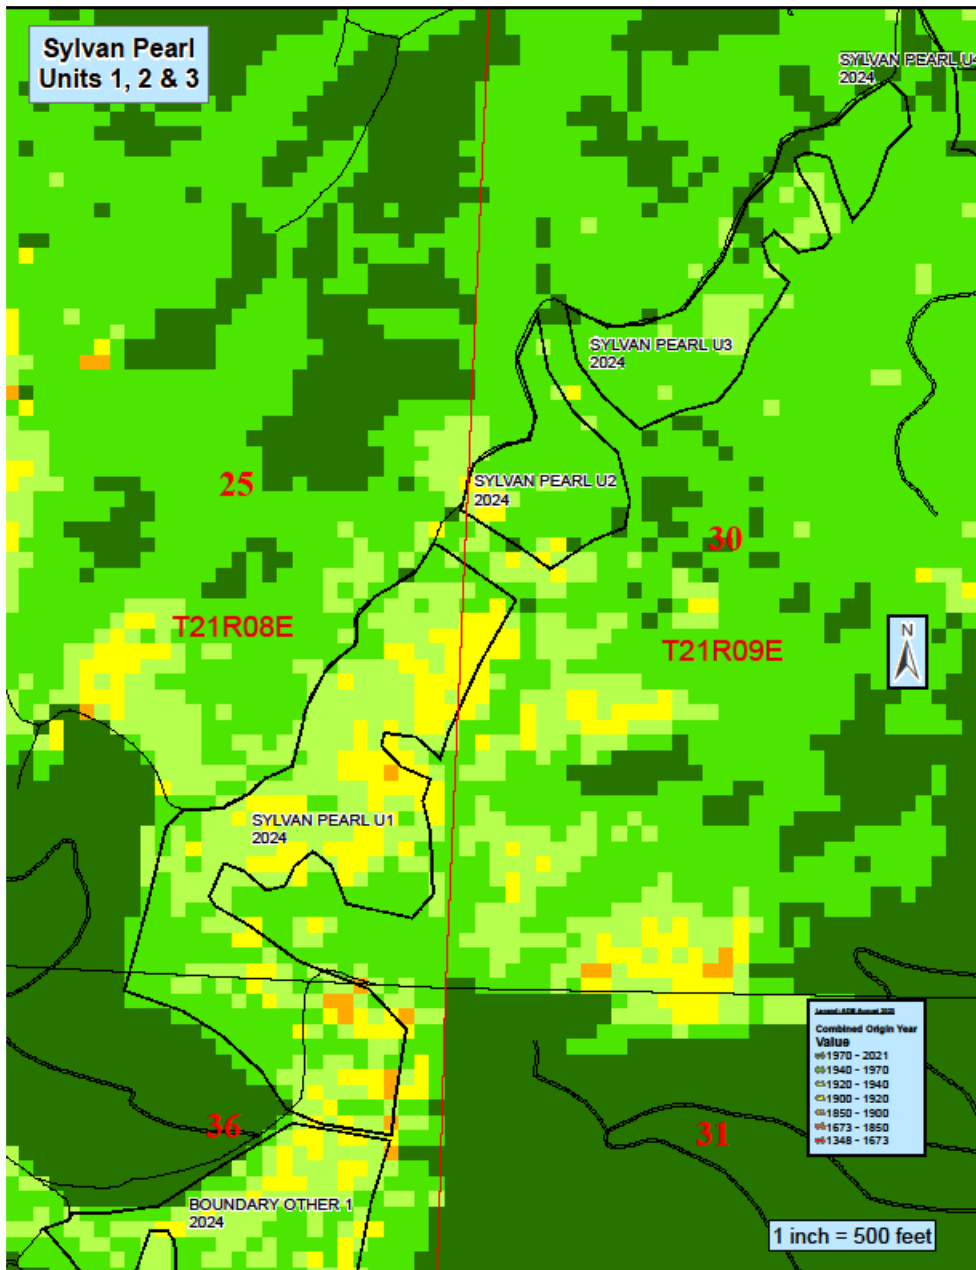 Sylvan Pearl
Units 1, 2 & 3
SYLVAN PEARL U4
2024
SYLVAN PEARL U3
2024
25
SYLVAN PEARL U2
2024
30
T21R08E
T21R09E
N
SYLVAN PEARL U1
2024
Combined Origin Year
Value
1970 - 2021
1940 - 1970
1920 - 1940
1900 - 1920
1850 - 1900
1673 - 1850
1348 - 1673
36
31
BOUNDARY OTHER 1
2024
1 inch = 500 feet